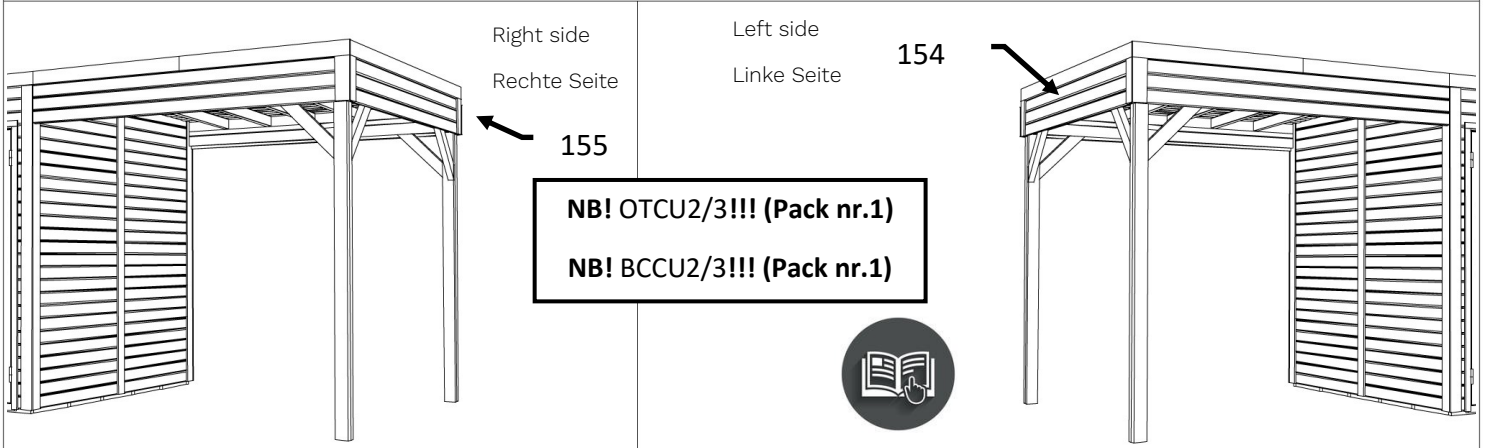 Right side
Rechte Seite
155
Left side
Linke Seite
154
NB! OTCU2/3!!! (Pack nr.1)
NB! BCCU2/3!!! (Pack nr.1)